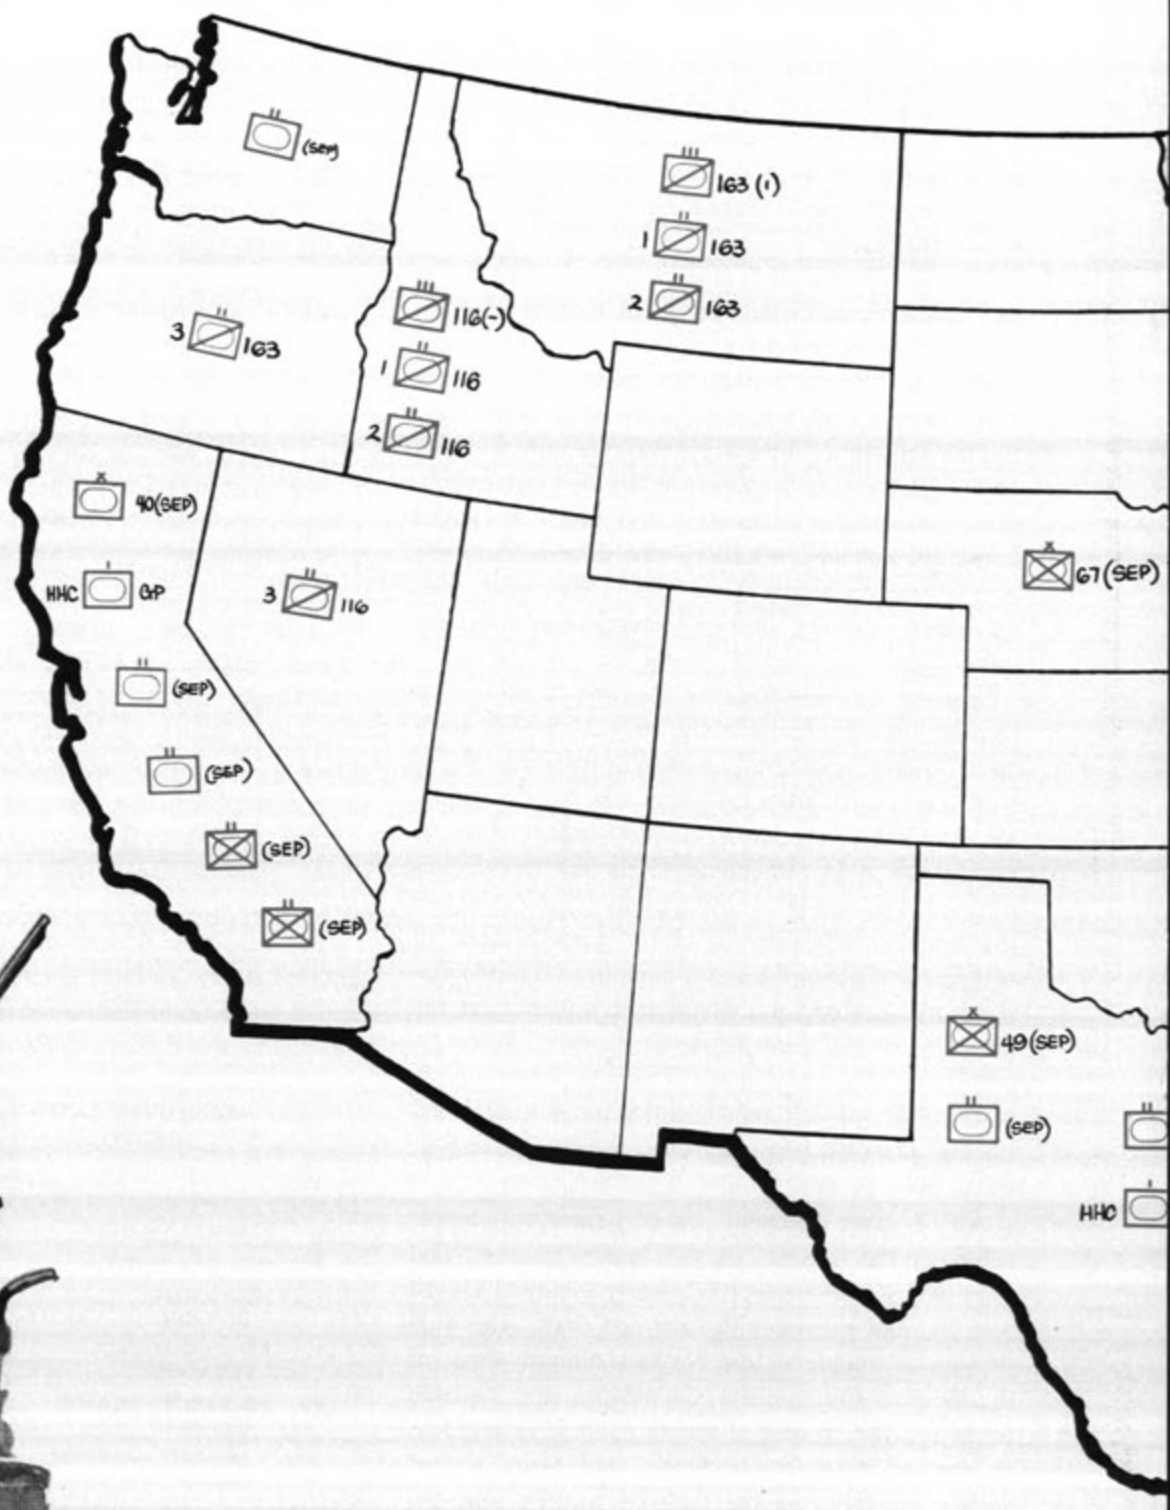 (SEP)
163 (1)
1 163
2 163
3 163
116(-)
1 116
2 116
40(SEP)
HHC GP
3 116
67(SEP)
(SEP)
(SEP)
(SEP)
(SEP)
49(SEP)
(SEP)
HHC